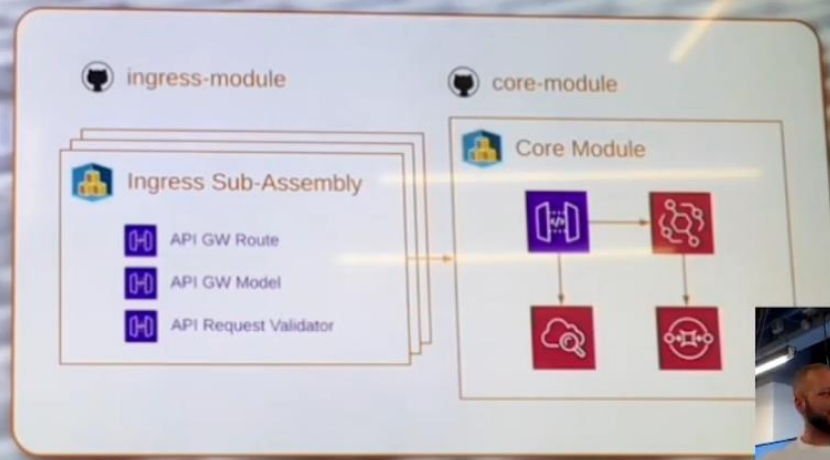 ingress-module
core-module
Ingress Sub-Assembly
API GW Route
API GW Model
API Request Validator
Core Module